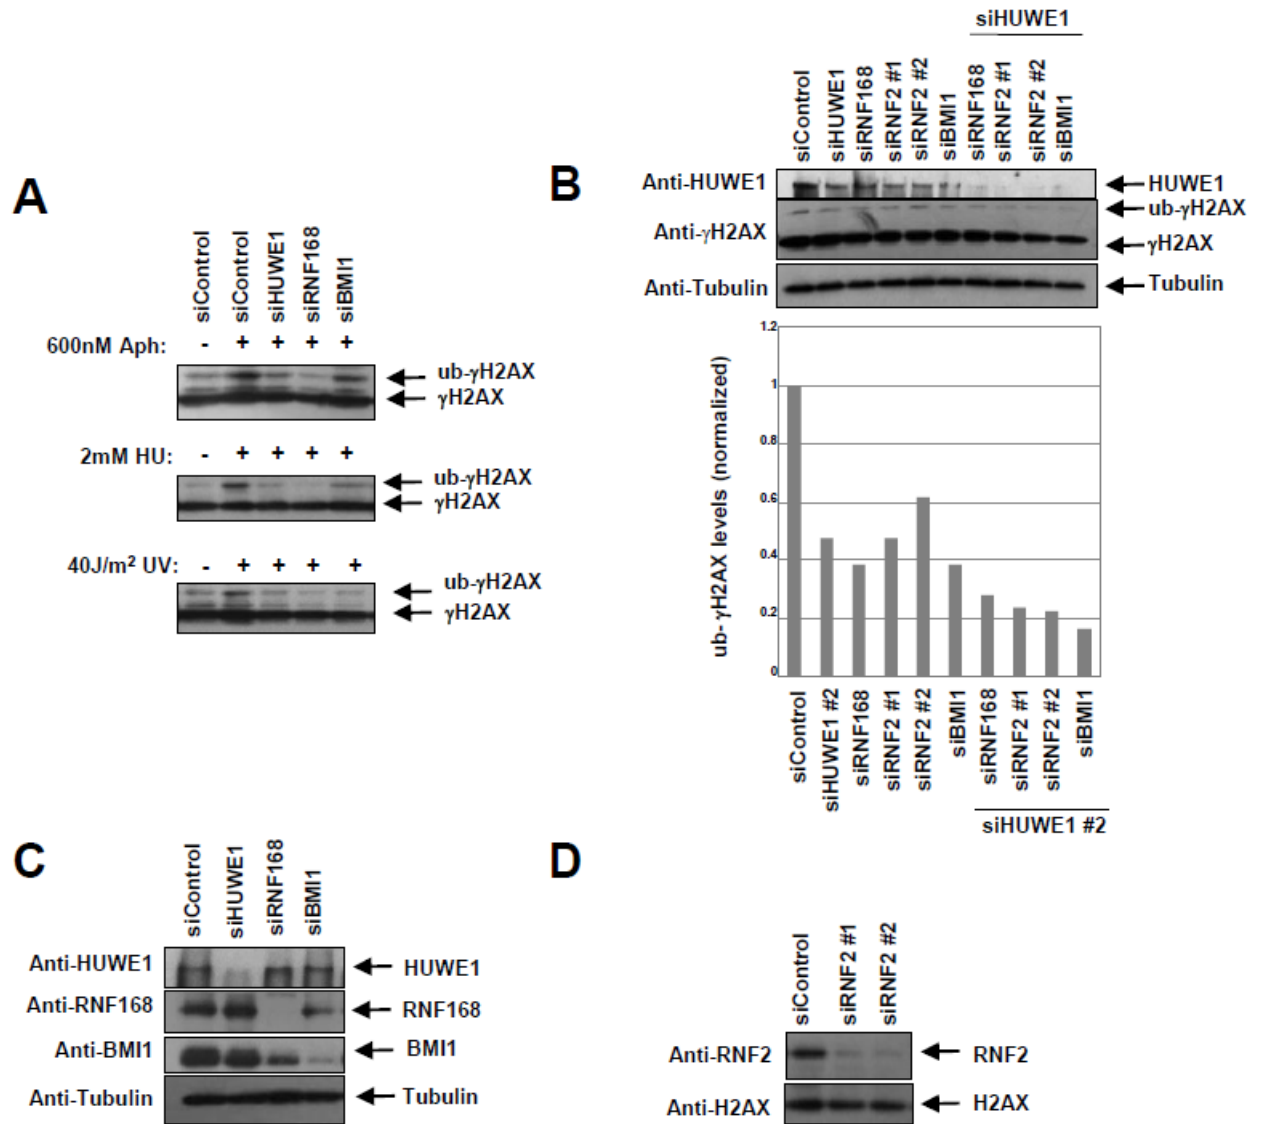 A
siControl
siControl
siHUWE1
siRNF168
siBMI1
600nM Aph: - + + + +
ub-γH2AX
γH2AX
2mM HU: - + + + +
ub-γH2AX
γH2AX
40J/m² UV: - + + + +
ub-γH2AX
γH2AX
B
siHUWE1
siControl
siHUWE1
siRNF168
siRNF2 #1
siRNF2 #2
siBMI1
siRNF168
siRNF2 #1
siRNF2 #2
siBMI1
Anti-HUWE1
HUWE1
ub-γH2AX
Anti-γH2AX
γH2AX
Anti-Tubulin
Tubulin
ub- γH2AX levels (normalized)
1.2
1
0.8
0.6
0.4
0.2
0
siControl
siHUWE1 #2
siRNF168
siRNF2 #1
siRNF2 #2
siBMI1
siRNF168
siRNF2 #1
siRNF2 #2
siBMI1
siHUWE1 #2
C
siControl
siHUWE1
siRNF168
siBMI1
Anti-HUWE1
HUWE1
Anti-RNF168
RNF168
Anti-BMI1
BMI1
Anti-Tubulin
Tubulin
D
siControl
siRNF2 #1
siRNF2 #2
Anti-RNF2
RNF2
Anti-H2AX
H2AX